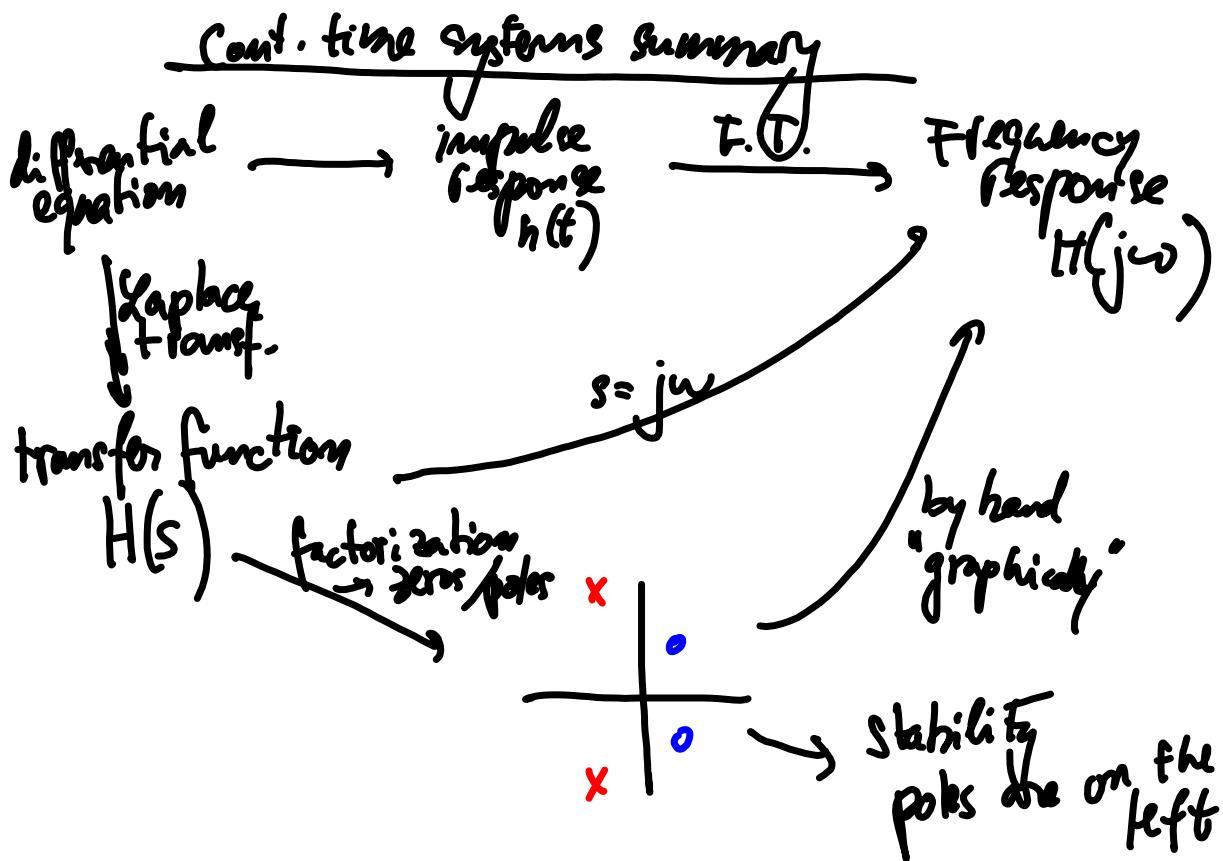 Cont. time systems summary
differential
equation
impulse
response
h(t)
F.T.
Frequency
response
H(jω)
Laplace
transf.
s=jω
transfer function
H(s)
factorization
→ zeros/poles
x
o
o
x
by hand
"graphically"
stability
poles are on the
left